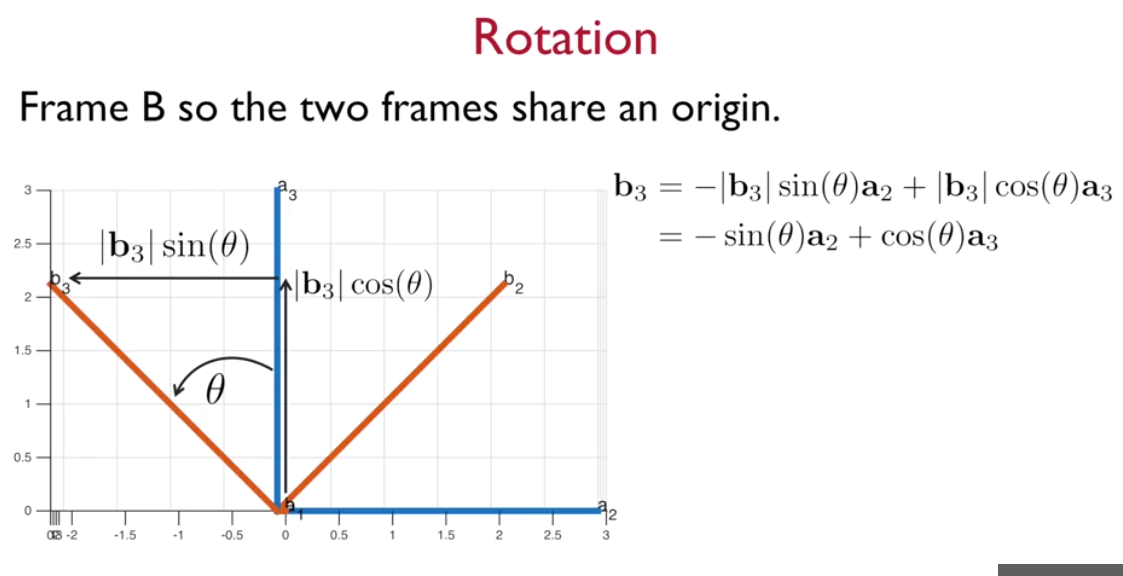 Rotation
Frame B so the two frames share an origin.
b₃ = −|b₃| sin(θ)a₂ + |b₃| cos(θ)a₃
= − sin(θ)a₂ + cos(θ)a₃
3
a₃
2.5
|b₃| sin(θ)
b₃
|b₃| cos(θ)
b₂
2
1.5
θ
1
0.5
0
a₂
-2
-1.5
-1
-0.5
0
0.5
1
1.5
2
2.5
3